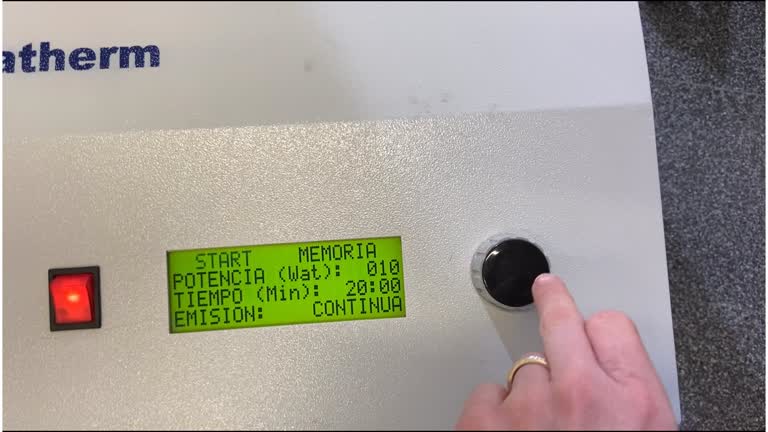 atherm
START MEMORIA
POTENCIA (Wat): 010
TIEMPO (Min): 20:00
EMISION: CONTINUA